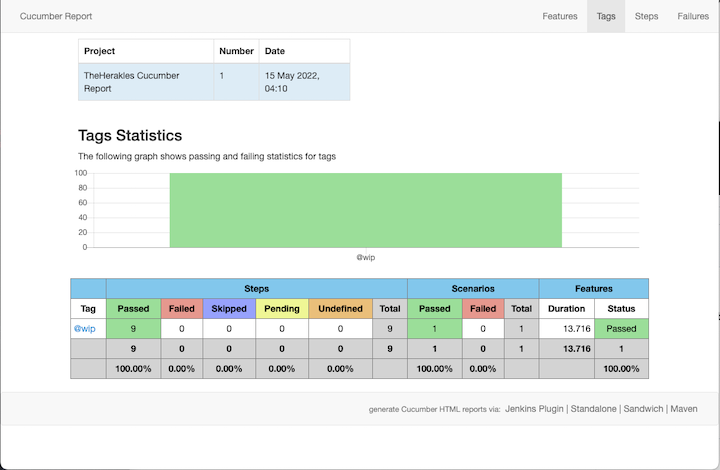 Cucumber Report Features Tags Steps Failures
Project Number Date
TheHerakles Cucumber Report 1 15 May 2022, 04:10
Tags Statistics
The following graph shows passing and failing statistics for tags
100
80
60
40
20
0
@wip
Steps Scenarios Features
Tag Passed Failed Skipped Pending Undefined Total Passed Failed Total Duration Status
@wip 9 0 0 0 0 9 1 0 1 13.716 Passed
9 0 0 0 0 9 1 0 1 13.716 1
100.00% 0.00% 0.00% 0.00% 0.00% 100.00% 0.00% 100.00%
generate Cucumber HTML reports via: Jenkins Plugin | Standalone | Sandwich | Maven